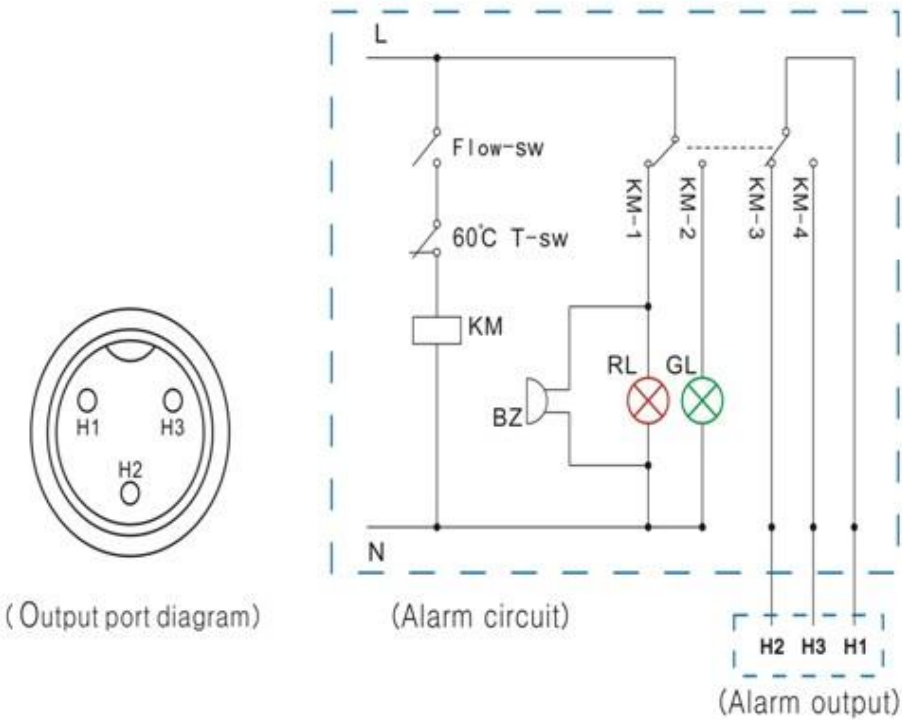 L
Flow-sw
60°C T-sw
KM
KM-1
KM-2
KM-3
KM-4
RL
GL
BZ
N
H1
H3
H2
(Output port diagram)
(Alarm circuit)
H2 H3 H1
(Alarm output)